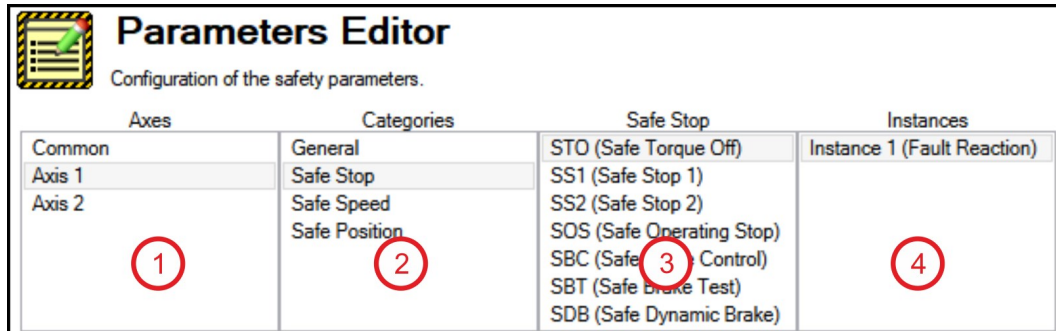 Parameters Editor
Configuration of the safety parameters.
Axes Categories Safe Stop Instances
Common General STO (Safe Torque Off) Instance 1 (Fault Reaction)
Axis 1 Safe Stop SS1 (Safe Stop 1)
Axis 2 Safe Speed SS2 (Safe Stop 2)
Safe Position SOS (Safe Operating Stop)
1 2 SBC (Safe 3 Control) 4
SBT (Safe Brake Test)
SDB (Safe Dynamic Brake)